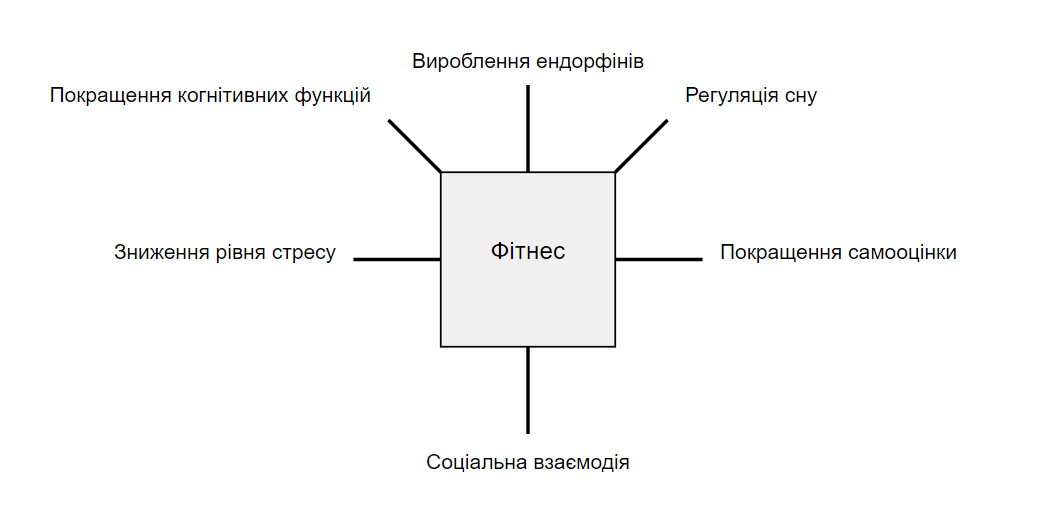 Вироблення ендорфінів
Покращення когнітивних функцій
Регуляція сну
Зниження рівня стресу
Фітнес
Покращення самооцінки
Соціальна взаємодія